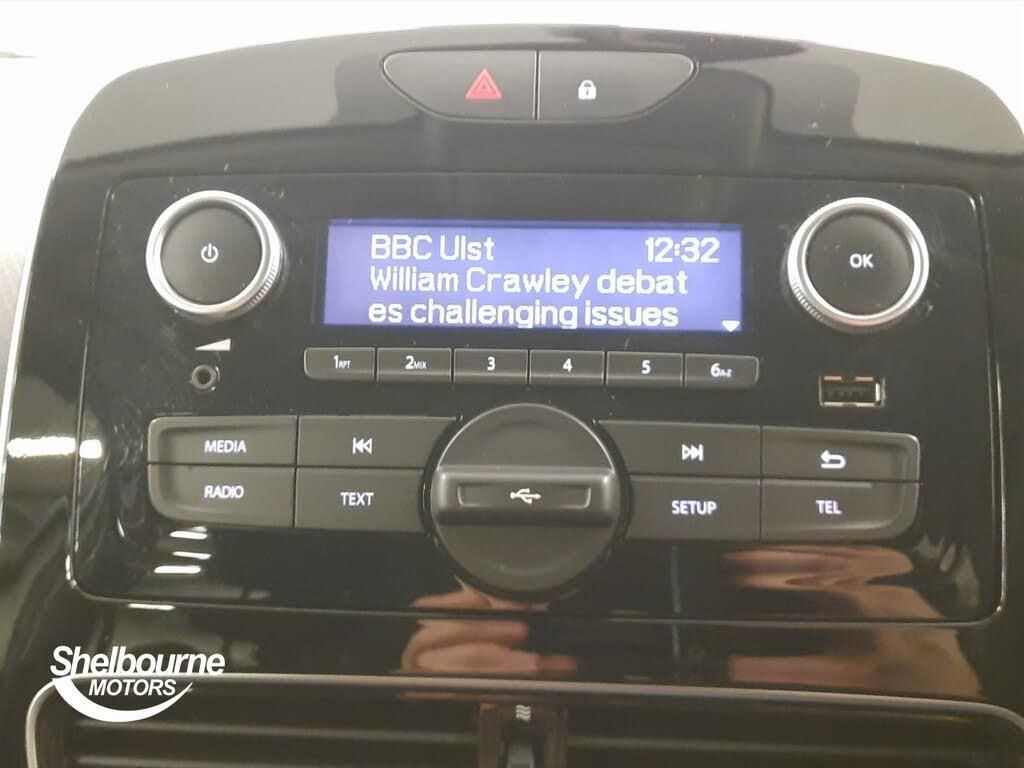 BBC Ulst 12:32
William Crawley debat
es challenging issues
1RPT 2MIX 3 4 5 6A-Z
OK
MEDIA
RADIO TEXT SETUP TEL
Shelbourne
MOTORS